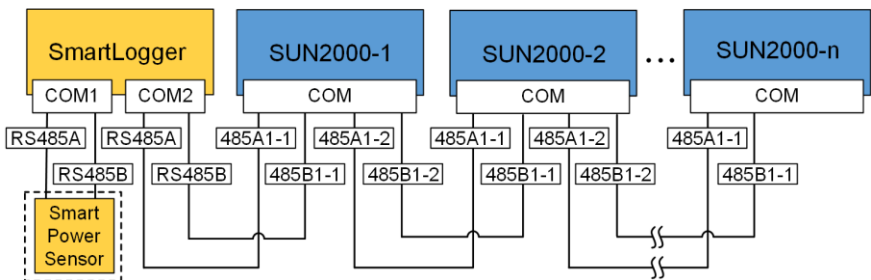 SmartLogger
SUN2000-1
SUN2000-2
...
SUN2000-n
COM1
COM2
COM
COM
COM
RS485A
RS485A
485A1-1
485A1-2
485A1-1
485A1-2
485A1-1
RS485B
RS485B
485B1-1
485B1-2
485B1-1
485B1-2
485B1-1
Smart
Power
Sensor